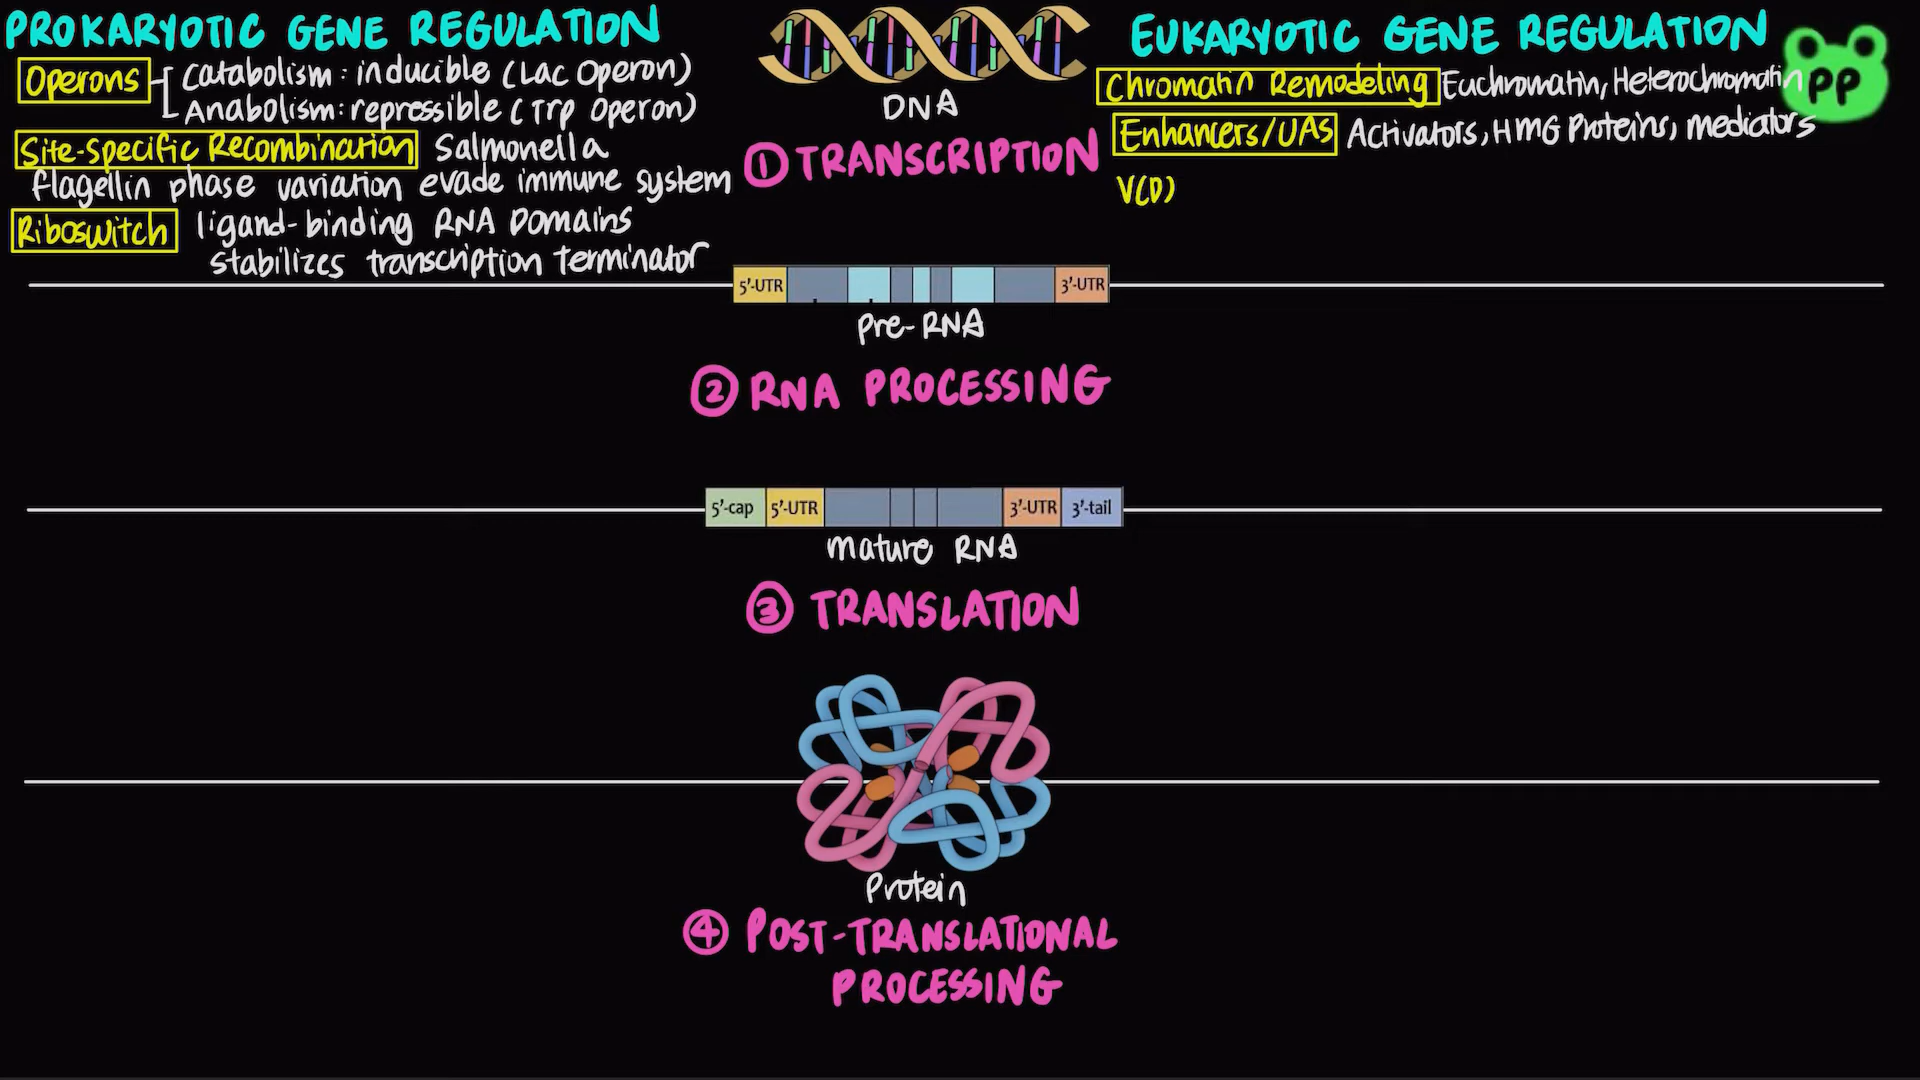 PROKARYOTIC GENE REGULATION
Operons Catabolism: inducible (Lac Operon)
Anabolism: repressible (Trp Operon)
Site-specific Recombination Salmonella
flagellin phase variation evade immune system
Riboswitch ligand-binding RNA Domains
stabilizes transcription terminator
DNA
① TRANSCRIPTION
EUKARYOTIC GENE REGULATION
PP
Chromatin Remodeling Euchromatin, Heterochromatin
Enhancers/UAS Activators, HMG Proteins, mediators
V(D)
5'-UTR 3'-UTR
Pre-RNA
② RNA PROCESSING
5'-cap 5'-UTR 3'-UTR 3'-tail
mature RNA
③ TRANSLATION
Protein
④ POST-TRANSLATIONAL
PROCESSING